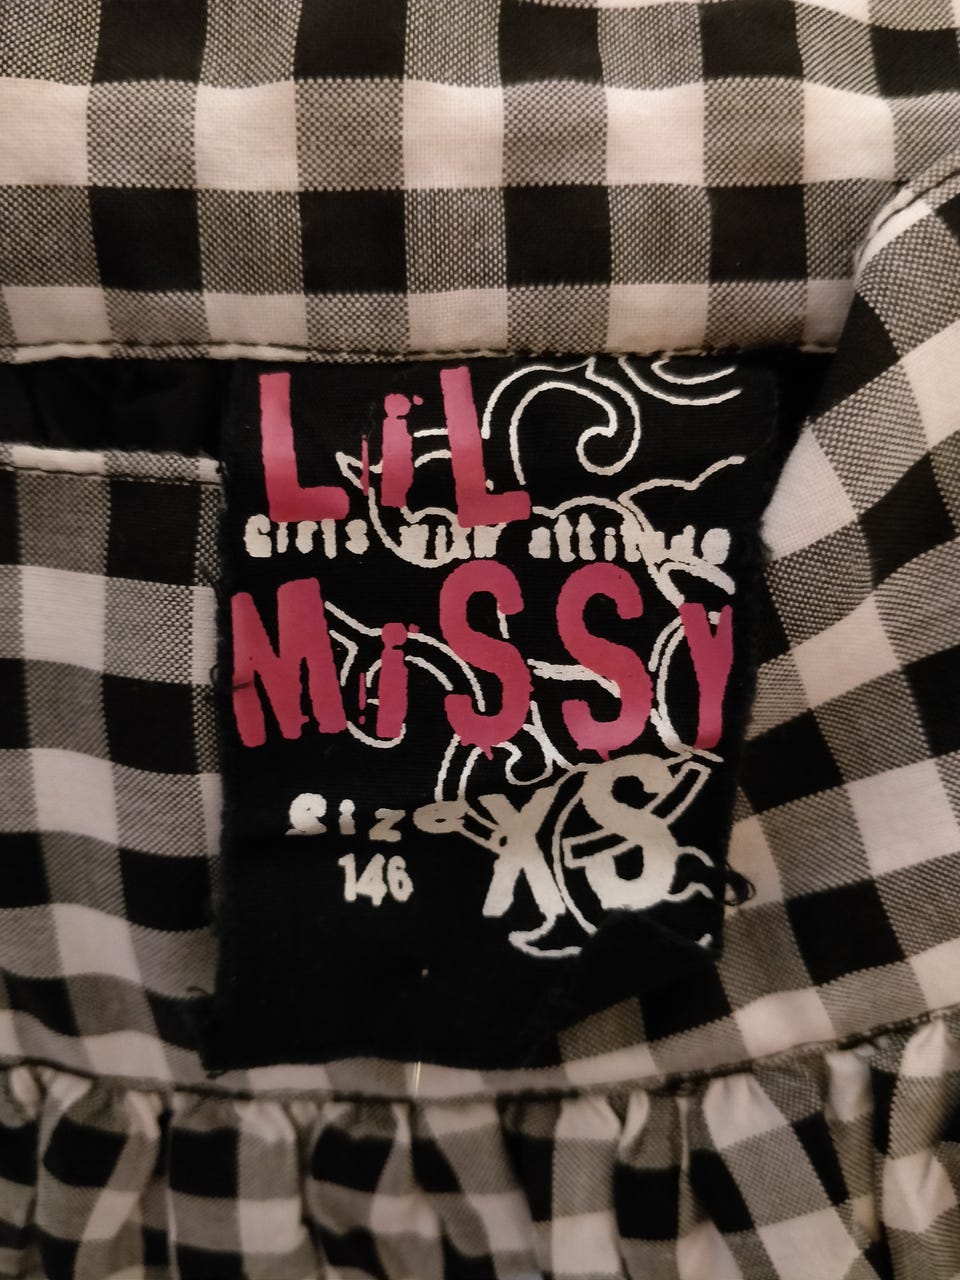 LiL
Girls with attitude
MiSSY
Size XS
146